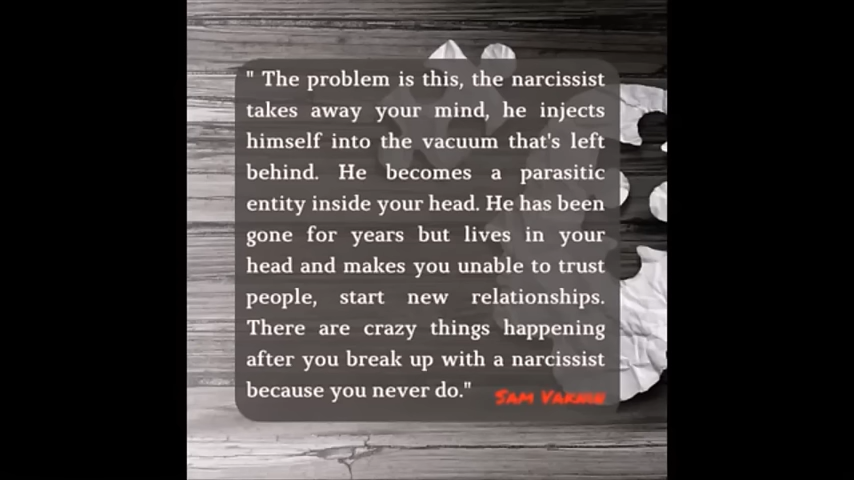 " The problem is this, the narcissist
takes away your mind, he injects
himself into the vacuum that's left
behind. He becomes a parasitic
entity inside your head. He has been
gone for years but lives in your
head and makes you unable to trust
people, start new relationships.
There are crazy things happening
after you break up with a narcissist
because you never do."
Sam